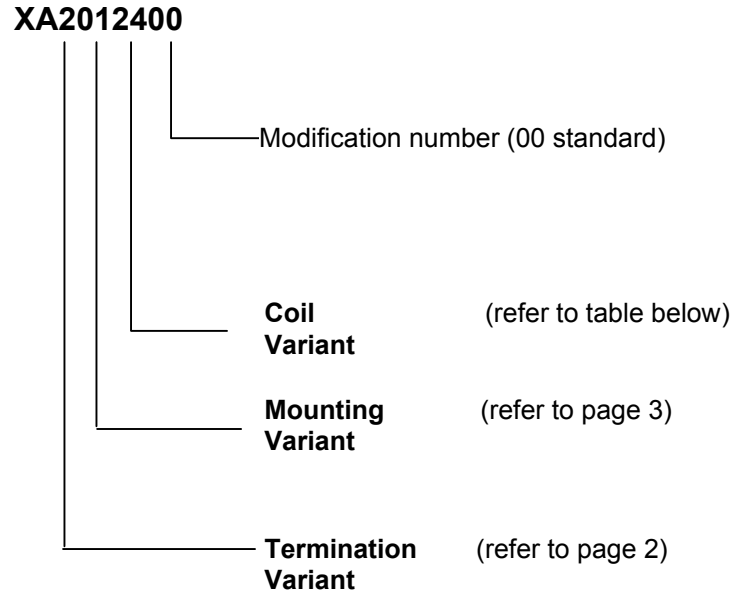 XA2012400
Modification number (00 standard)
Coil Variant (refer to table below)
Mounting Variant (refer to page 3)
Termination Variant (refer to page 2)